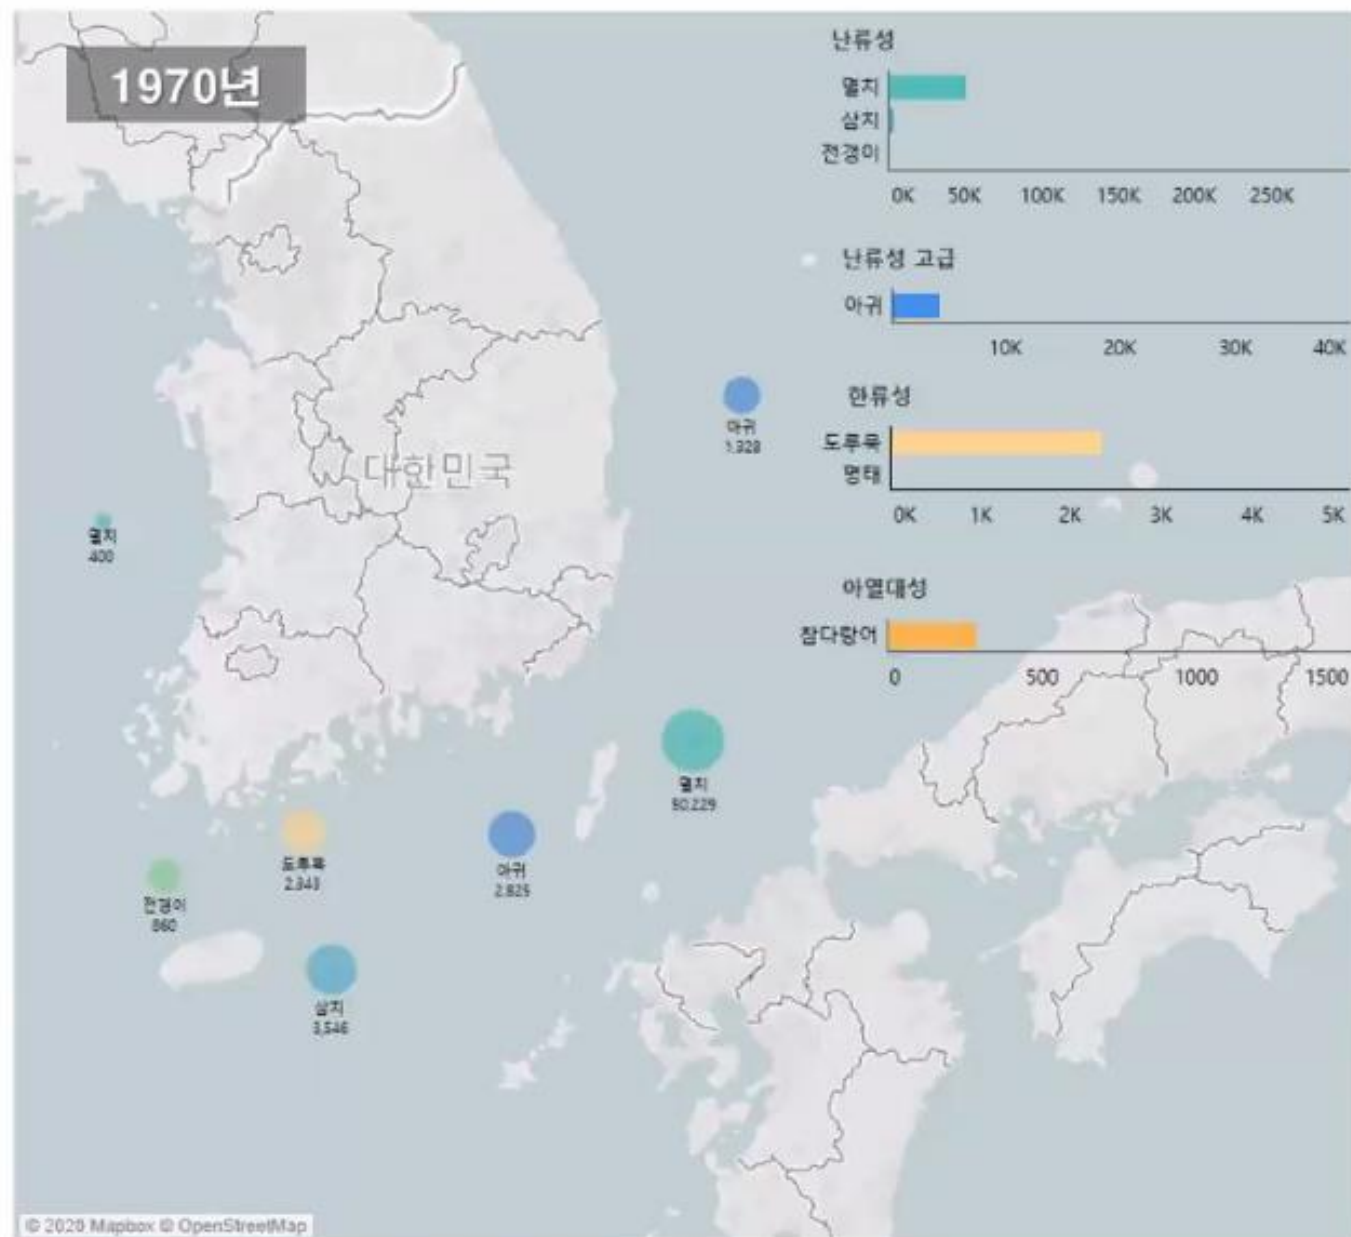 1970년
난류성
멸치
삼치
전갱이
0K 50K 100K 150K 200K 250K
난류성 고급
아귀
10K 20K 30K 40K
한류성
도루묵
명태
0K 1K 2K 3K 4K 5K
아열대성
참다랑어
0 500 1000 1500
대한민국
아귀
1,328
멸치
400
멸치
50,229
도루묵
2,343
아귀
2,825
전갱이
860
삼치
3,546
© 2020 Mapbox © OpenStreetMap